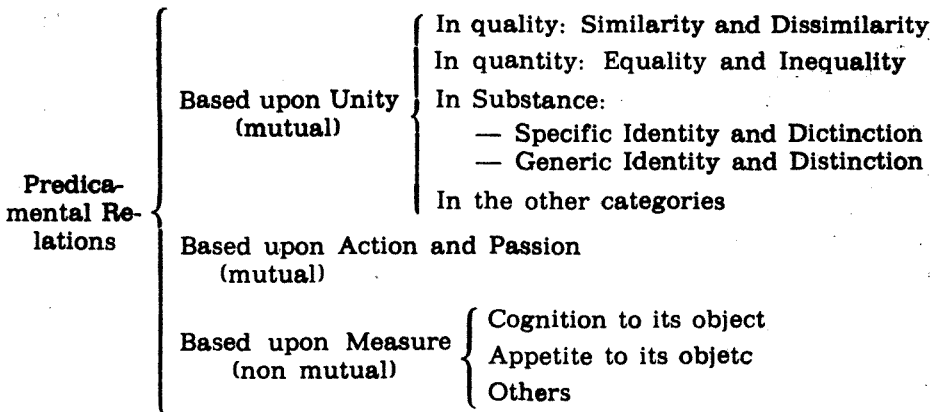 Predica-
mental Re-
lations
Based upon Unity
(mutual)
In quality: Similarity and Dissimilarity
In quantity: Equality and Inequality
In Substance:
— Specific Identity and Dictinction
— Generic Identity and Distinction
In the other categories
Based upon Action and Passion
(mutual)
Based upon Measure
(non mutual)
Cognition to its object
Appetite to its objetc
Others